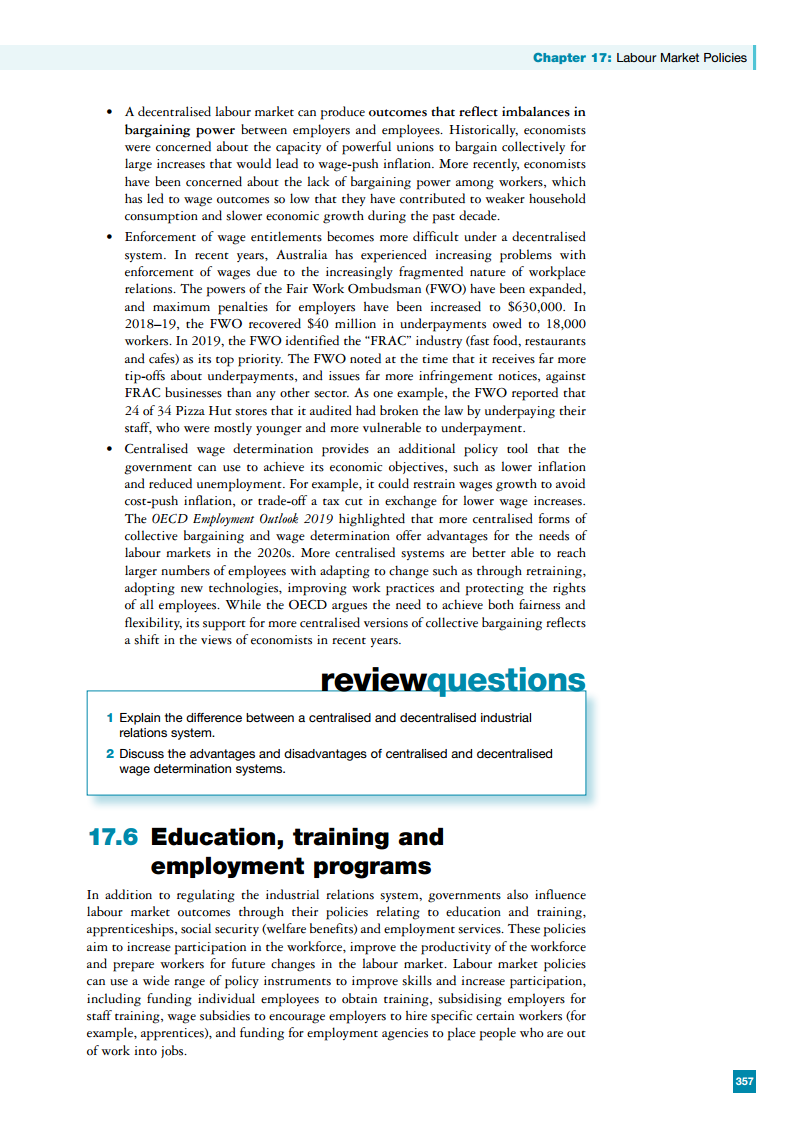 Chapter 17: Labour Market Policies
• A decentralised labour market can produce outcomes that reflect imbalances in
bargaining power between employers and employees. Historically, economists
were concerned about the capacity of powerful unions to bargain collectively for
large increases that would lead to wage-push inflation. More recently, economists
have been concerned about the lack of bargaining power among workers, which
has led to wage outcomes so low that they have contributed to weaker household
consumption and slower economic growth during the past decade.
• Enforcement of wage entitlements becomes more difficult under a decentralised
system. In recent years, Australia has experienced increasing problems with
enforcement of wages due to the increasingly fragmented nature of workplace
relations. The powers of the Fair Work Ombudsman (FWO) have been expanded,
and maximum penalties for employers have been increased to $630,000. In
2018–19, the FWO recovered $40 million in underpayments owed to 18,000
workers. In 2019, the FWO identified the “FRAC” industry (fast food, restaurants
and cafes) as its top priority. The FWO noted at the time that it receives far more
tip-offs about underpayments, and issues far more infringement notices, against
FRAC businesses than any other sector. As one example, the FWO reported that
24 of 34 Pizza Hut stores that it audited had broken the law by underpaying their
staff, who were mostly younger and more vulnerable to underpayment.
• Centralised wage determination provides an additional policy tool that the
government can use to achieve its economic objectives, such as lower inflation
and reduced unemployment. For example, it could restrain wages growth to avoid
cost-push inflation, or trade-off a tax cut in exchange for lower wage increases.
The OECD Employment Outlook 2019 highlighted that more centralised forms of
collective bargaining and wage determination offer advantages for the needs of
labour markets in the 2020s. More centralised systems are better able to reach
larger numbers of employees with adapting to change such as through retraining,
adopting new technologies, improving work practices and protecting the rights
of all employees. While the OECD argues the need to achieve both fairness and
flexibility, its support for more centralised versions of collective bargaining reflects
a shift in the views of economists in recent years.
reviewquestions
1 Explain the difference between a centralised and decentralised industrial
relations system.
2 Discuss the advantages and disadvantages of centralised and decentralised
wage determination systems.
17.6 Education, training and
employment programs
In addition to regulating the industrial relations system, governments also influence
labour market outcomes through their policies relating to education and training,
apprenticeships, social security (welfare benefits) and employment services. These policies
aim to increase participation in the workforce, improve the productivity of the workforce
and prepare workers for future changes in the labour market. Labour market policies
can use a wide range of policy instruments to improve skills and increase participation,
including funding individual employees to obtain training, subsidising employers for
staff training, wage subsidies to encourage employers to hire specific certain workers (for
example, apprentices), and funding for employment agencies to place people who are out
of work into jobs.
357